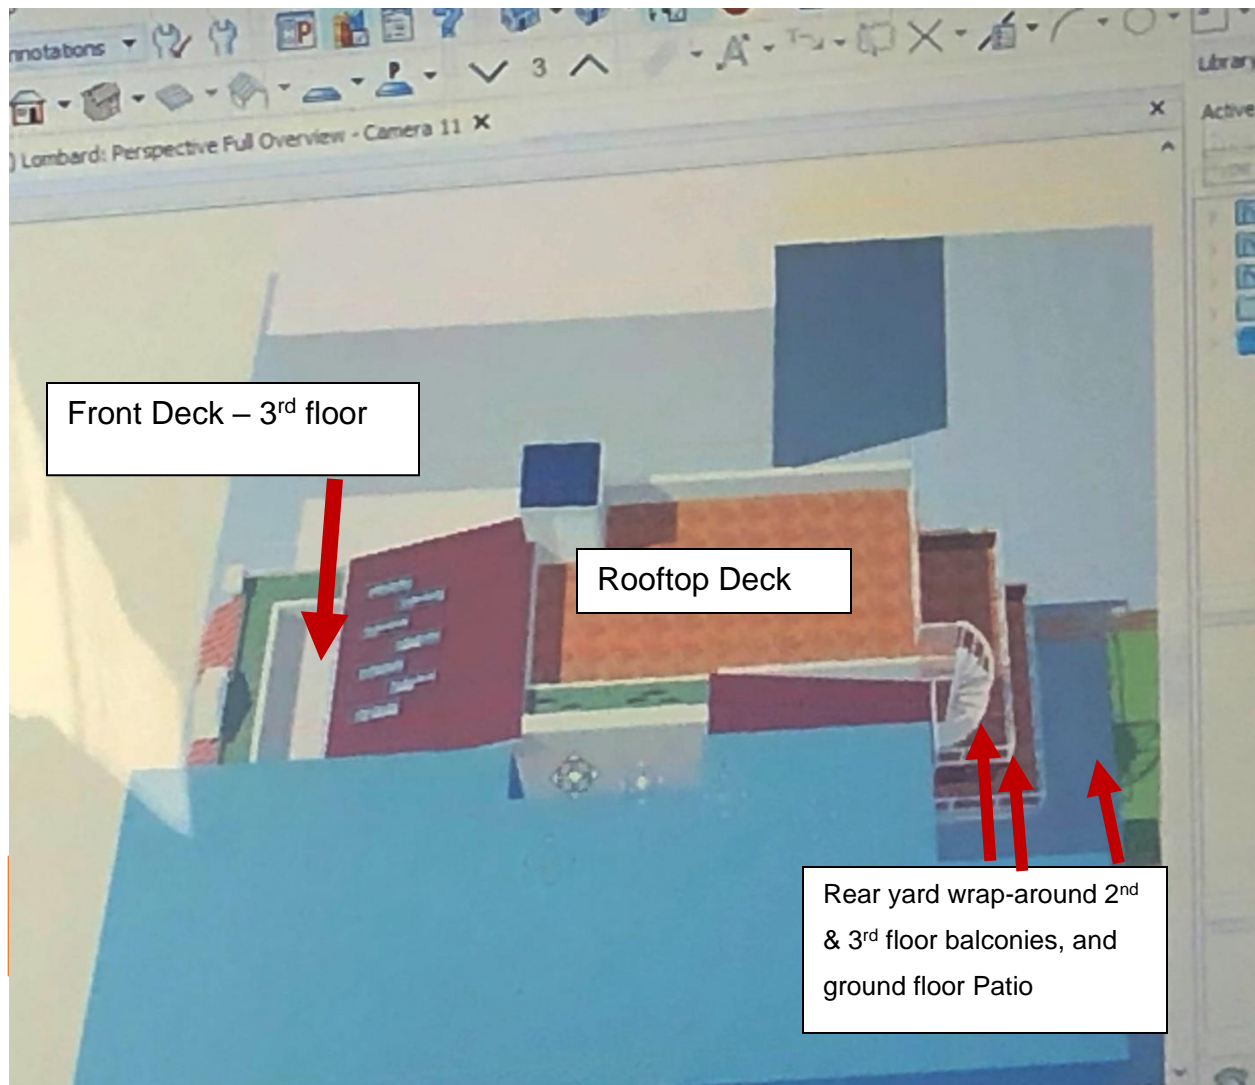 nnotations
P
P
3
A
Library
) Lombard: Perspective Full Overview - Camera 11 X
Active
Front Deck – 3rd floor
Rooftop Deck
Rear yard wrap-around 2nd
& 3rd floor balconies, and
ground floor Patio